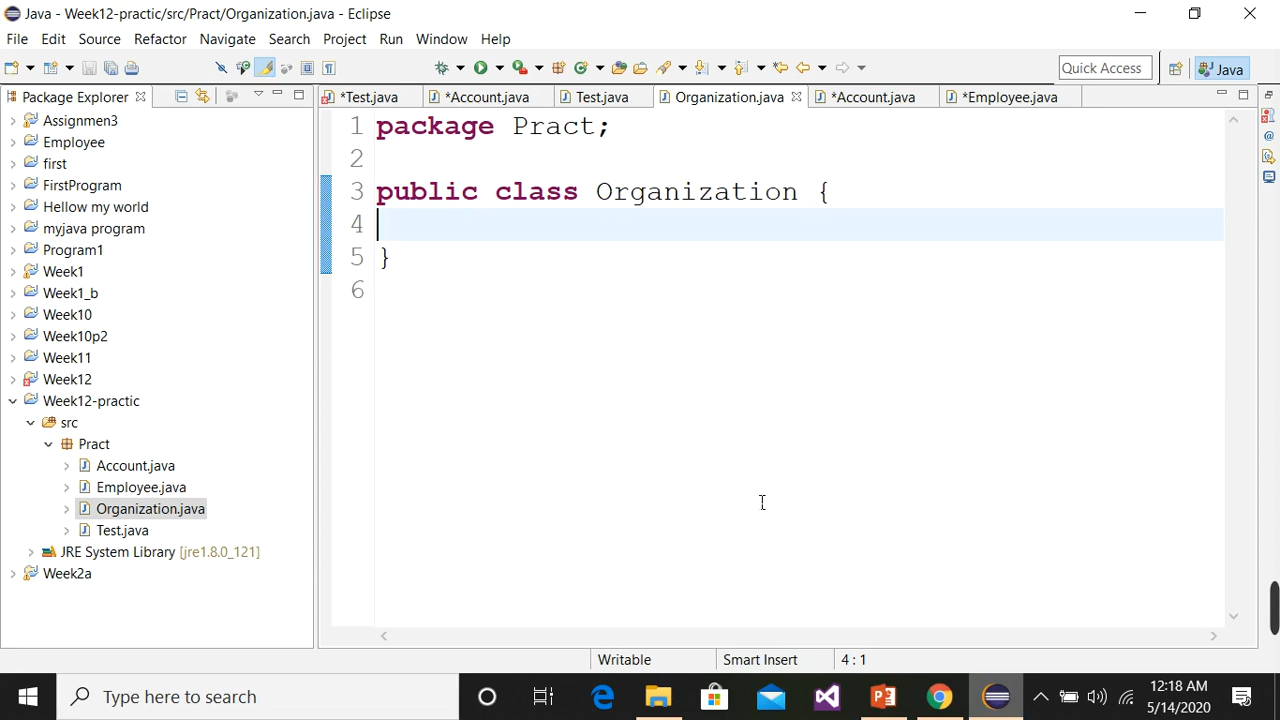 Java - Week12-practic/src/Pract/Organization.java - Eclipse
File Edit Source Refactor Navigate Search Project Run Window Help
Quick Access Java
Package Explorer *Test.java *Account.java Test.java Organization.java *Account.java *Employee.java
Assignmen3
Employee
first
FirstProgram
Hellow my world
myjava program
Program1
Week1
Week1_b
Week10
Week10p2
Week11
Week12
Week12-practic
src
Pract
Account.java
Employee.java
Organization.java
Test.java
JRE System Library [jre1.8.0_121]
Week2a
1 package Pract;
2
3 public class Organization {
4
5 }
6
Writable Smart Insert 4 : 1
Type here to search
12:18 AM
5/14/2020